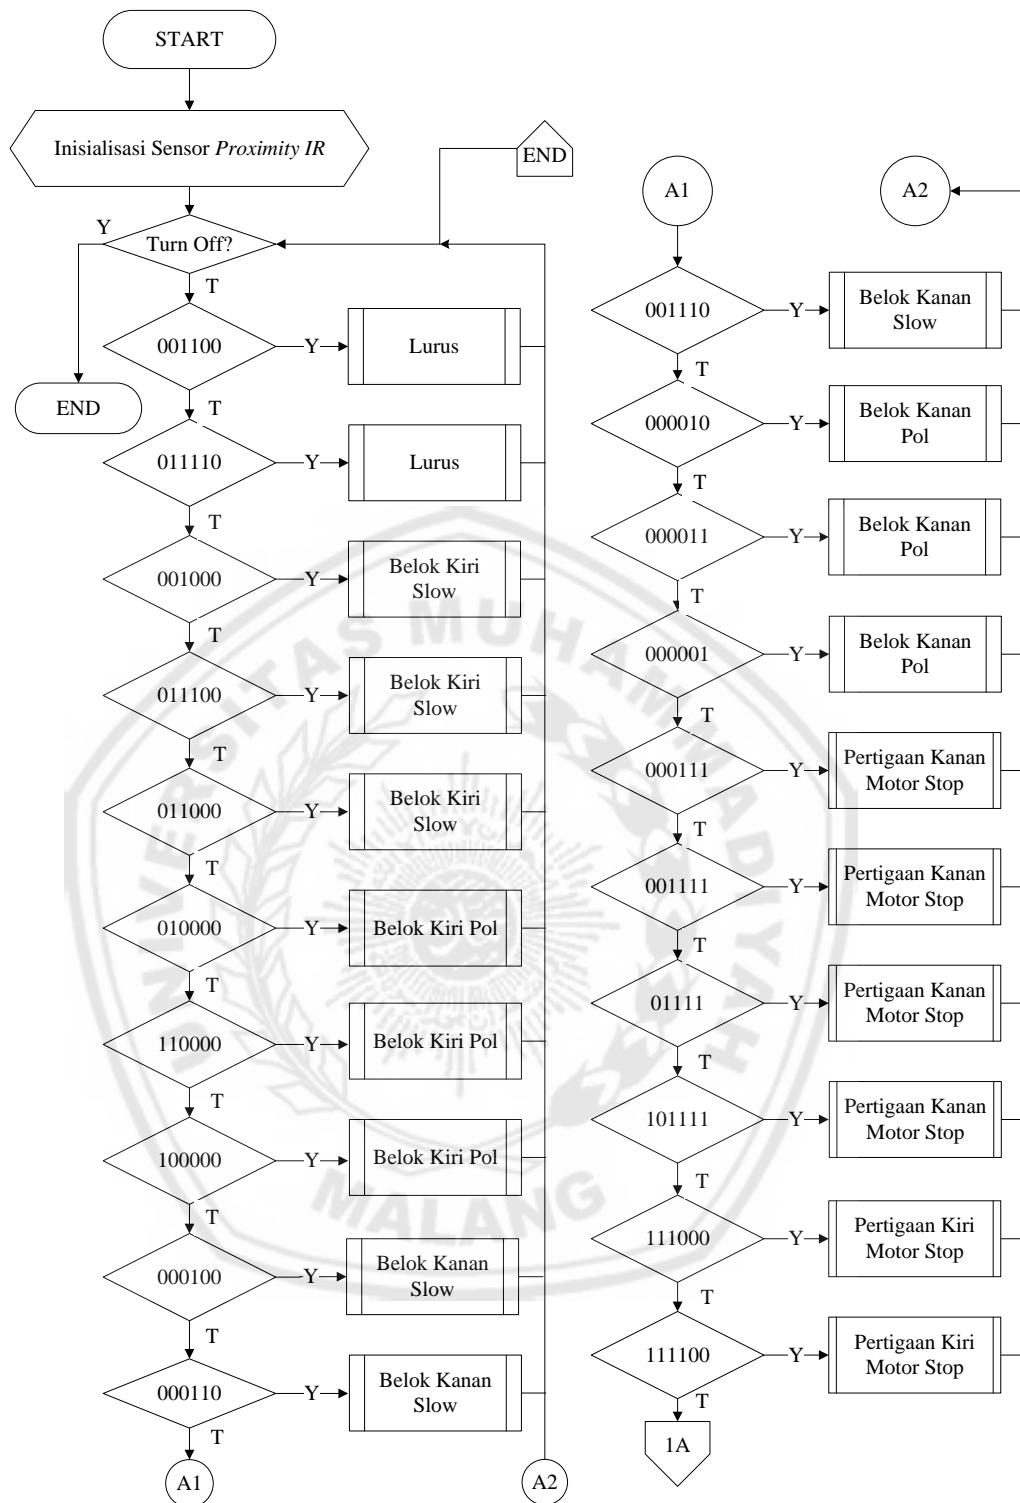 START
Inisialisasi Sensor Proximity IR
END
Y
Turn Off?
T
END
001100
Y
Lurus
T
011110
Y
Lurus
T
001000
Y
Belok Kiri
Slow
T
011100
Y
Belok Kiri
Slow
T
011000
Y
Belok Kiri
Slow
T
010000
Y
Belok Kiri Pol
T
110000
Y
Belok Kiri Pol
T
100000
Y
Belok Kiri Pol
T
000100
Y
Belok Kanan
Slow
T
000110
Y
Belok Kanan
Slow
T
A1
A2
A1
A2
001110
Y
Belok Kanan
Slow
T
000010
Y
Belok Kanan
Pol
T
000011
Y
Belok Kanan
Pol
T
000001
Y
Belok Kanan
Pol
T
000111
Y
Pertigaan Kanan
Motor Stop
T
001111
Y
Pertigaan Kanan
Motor Stop
T
01111
Y
Pertigaan Kanan
Motor Stop
T
101111
Y
Pertigaan Kanan
Motor Stop
T
111000
Y
Pertigaan Kiri
Motor Stop
T
111100
Y
Pertigaan Kiri
Motor Stop
T
1A
UNIVERSITAS MUHAMMADIYAH
MALANG